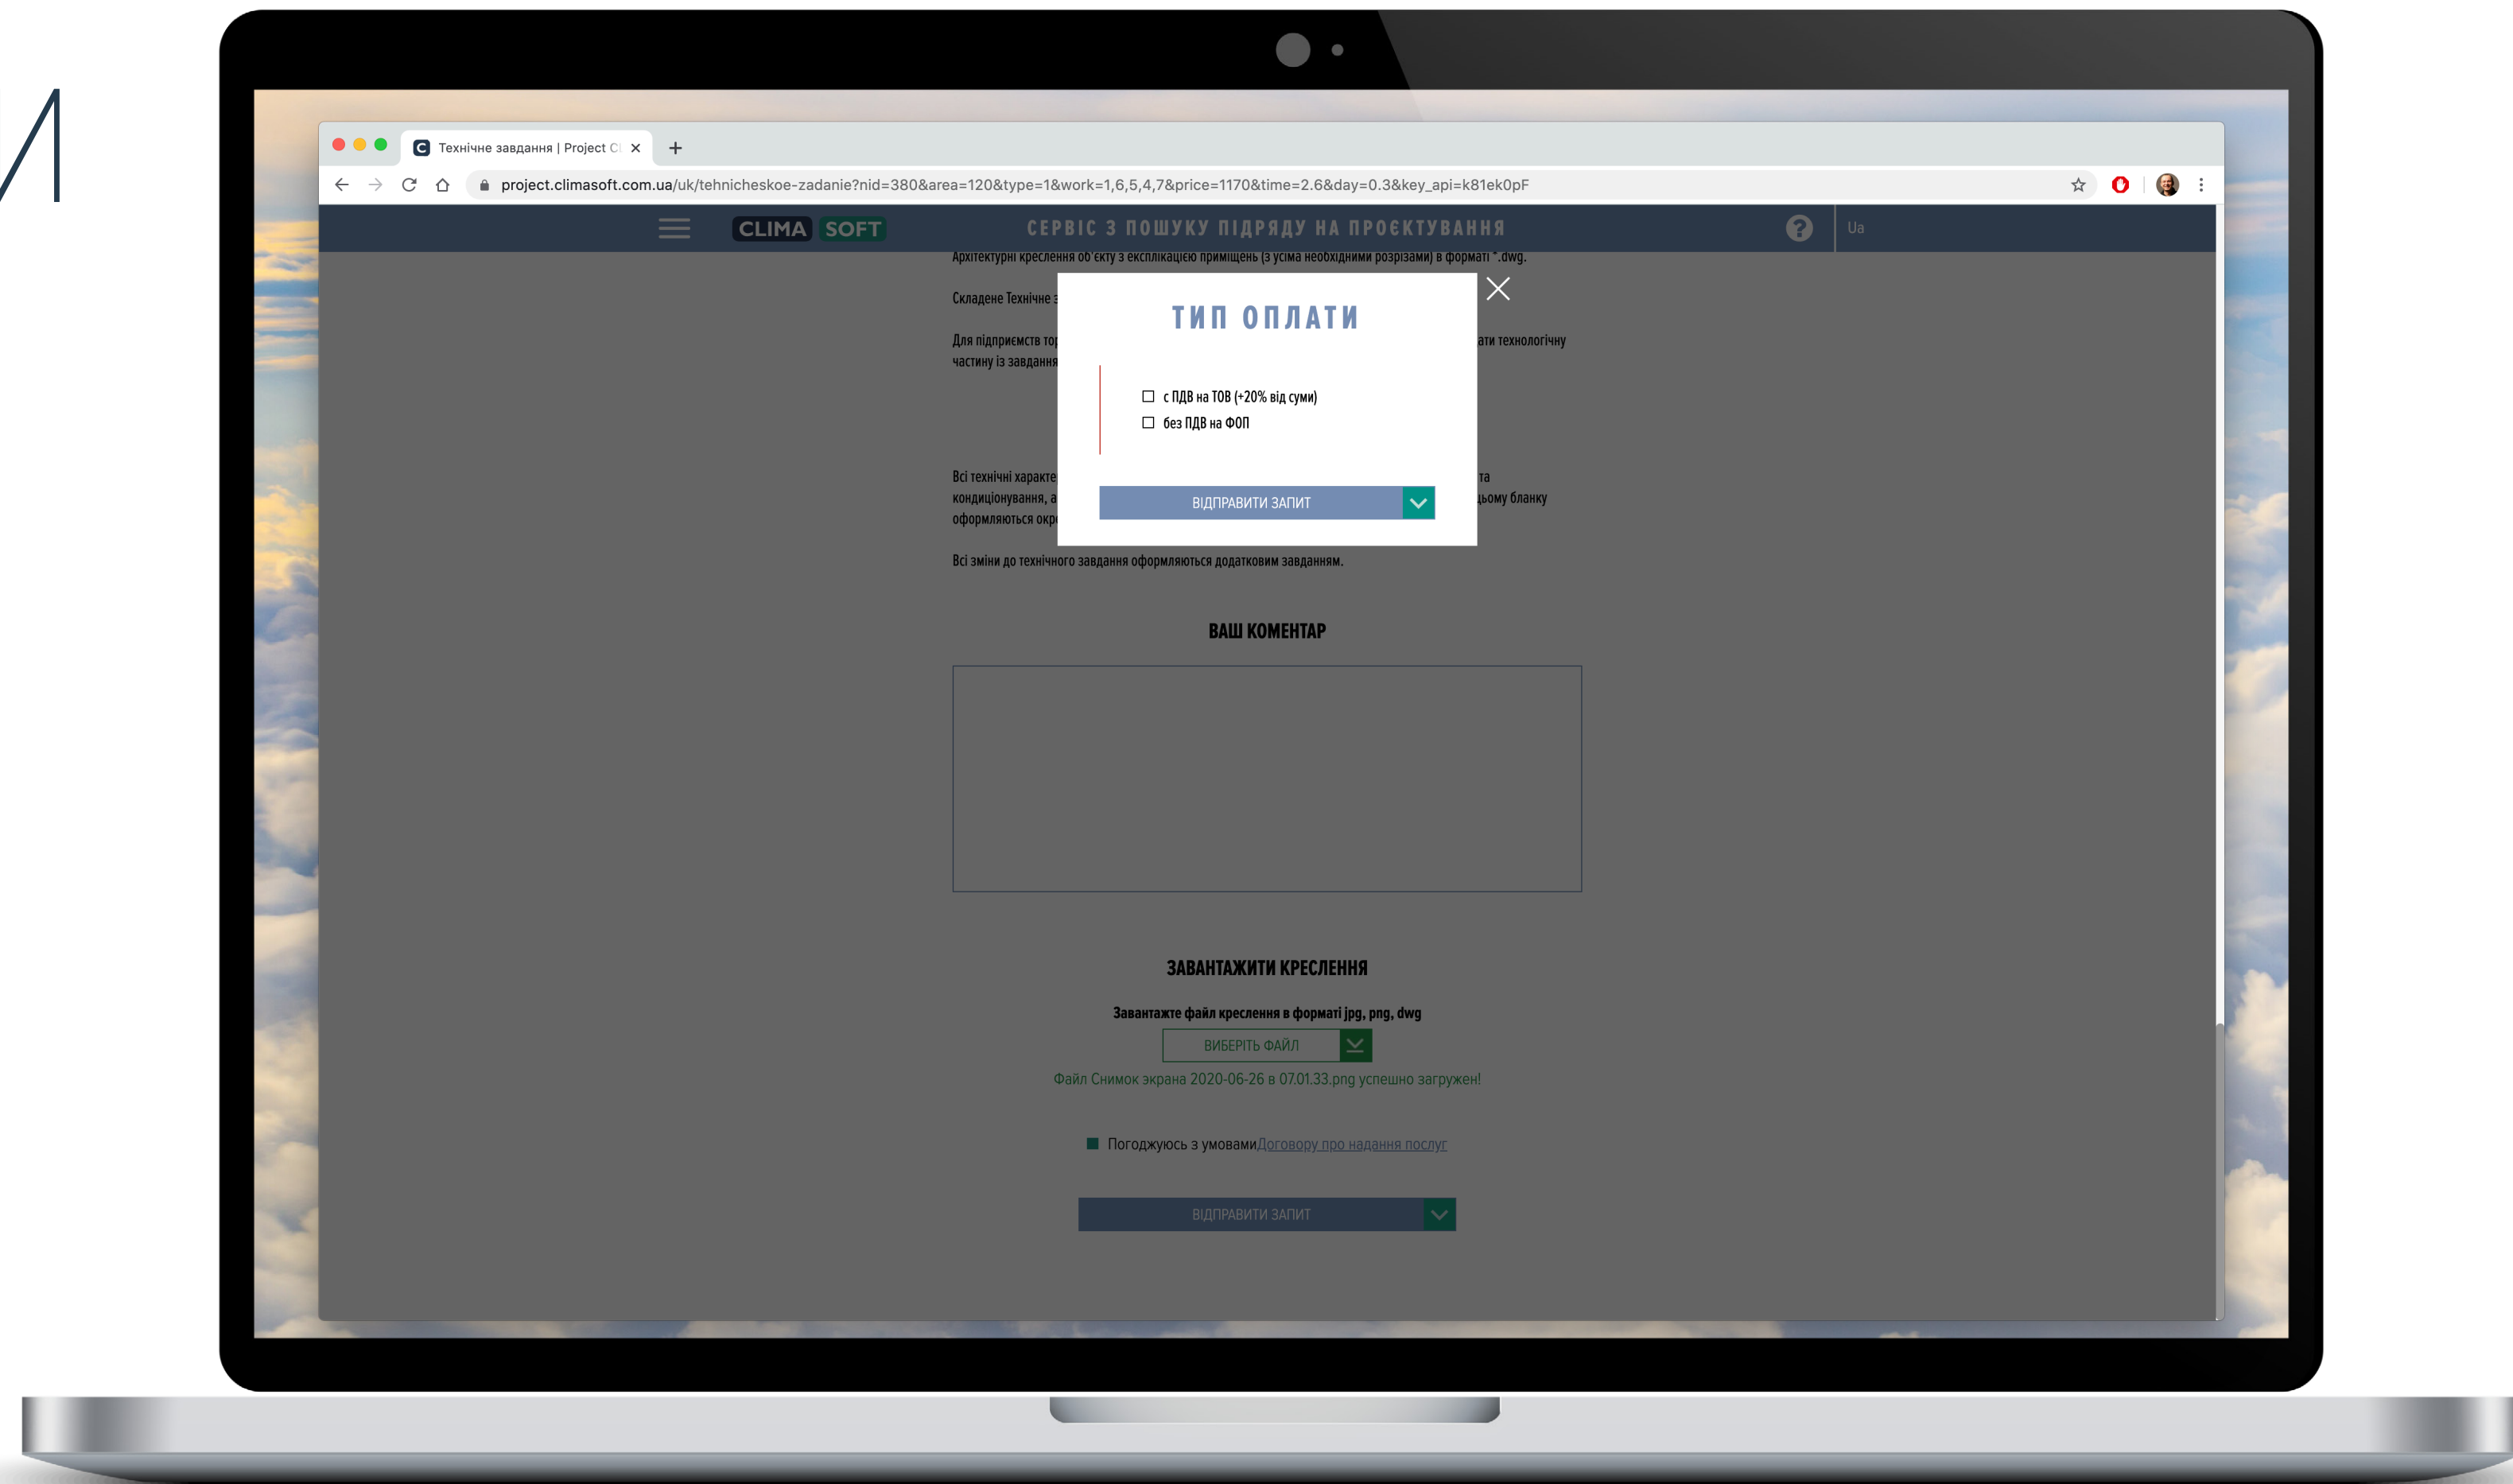 И
Технічне завдання | Project Cl
project.climasoft.com.ua/uk/tehnicheskoe-zadanie?nid=380&area=120&type=1&work=1,6,5,4,7&price=1170&time=2.6&day=0.3&key_api=k81ek0pF
CLIMA SOFT СЕРВІС З ПОШУКУ ПІДРЯДУ НА ПРОЄКТУВАННЯ ? Ua
Архітектурні креслення об'єкту з експлікацією приміщень (з усіма необхідними розрізами) в форматі *.dwg.
Складене Технічне
Для підприємств технологічну
частину із завдання
ТИП ОПЛАТИ
с ПДВ на ТОВ (+20% від суми)
без ПДВ на ФОП
ВІДПРАВИТИ ЗАПИТ
Всі технічні та
кондиціонування, бланку
оформляються
Всі зміни до технічного завдання оформляються додатковим завданням.
ВАШ КОМЕНТАР
ЗАВАНТАЖИТИ КРЕСЛЕННЯ
Завантажте файл креслення в форматі jpg, png, dwg
ВИБЕРІТЬ ФАЙЛ
Файл Снимок экрана 2020-06-26 в 07.01.33.png успешно загружен!
Погоджуюсь з умовамиДоговору про надання послуг
ВІДПРАВИТИ ЗАПИТ